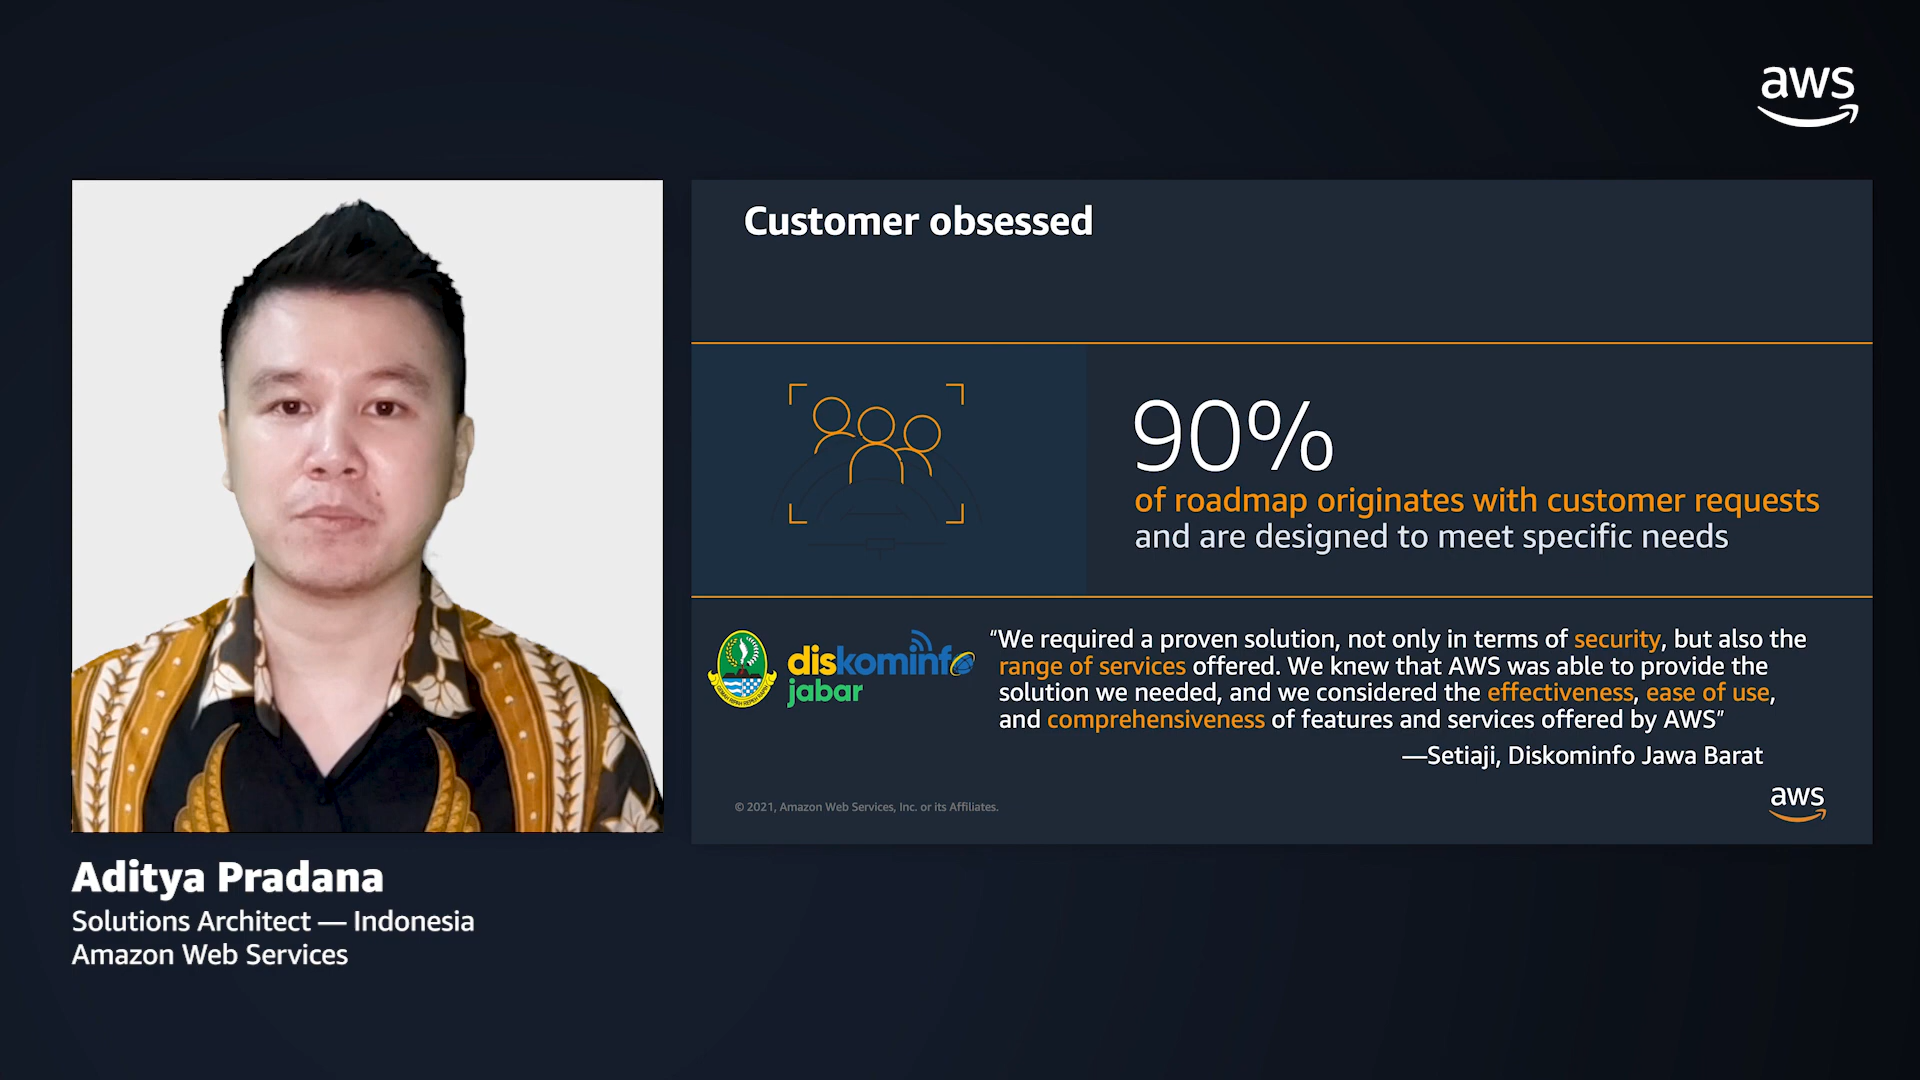 aws
Customer obsessed
90%
of roadmap originates with customer requests
and are designed to meet specific needs
diskominfo
jabar
“We required a proven solution, not only in terms of security, but also the
range of services offered. We knew that AWS was able to provide the
solution we needed, and we considered the effectiveness, ease of use,
and comprehensiveness of features and services offered by AWS”
—Setiaji, Diskominfo Jawa Barat
© 2021, Amazon Web Services, Inc. or its Affiliates.
aws
Aditya Pradana
Solutions Architect — Indonesia
Amazon Web Services